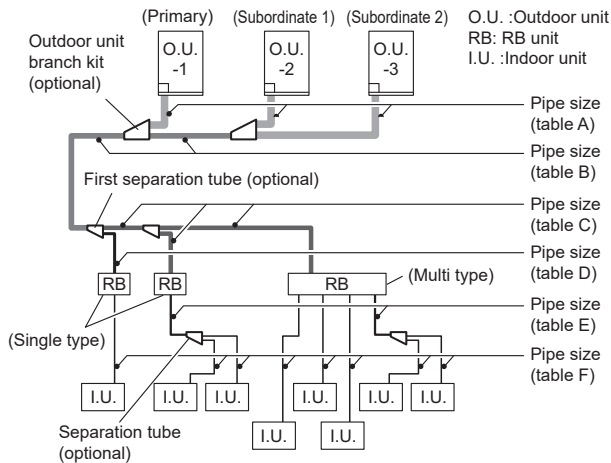 (Primary) (Subordinate 1) (Subordinate 2)
O.U. :Outdoor unit
RB: RB unit
I.U. :Indoor unit
Outdoor unit
branch kit
(optional)
O.U.
-1
O.U.
-2
O.U.
-3
Pipe size
(table A)
Pipe size
(table B)
First separation tube (optional)
Pipe size
(table C)
Pipe size
(table D)
RB RB RB (Multi type)
(Single type)
Pipe size
(table E)
Pipe size
(table F)
I.U. I.U. I.U. I.U. I.U.
I.U. I.U.
Separation tube
(optional)